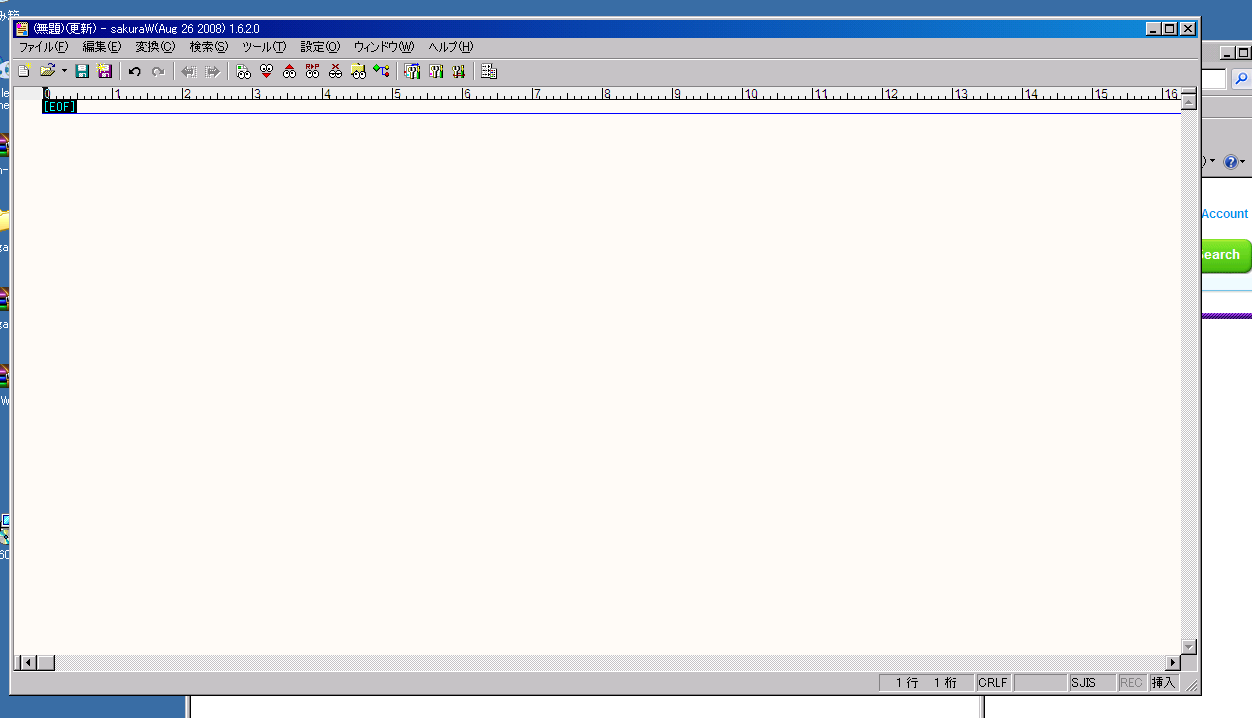 み箱
(無題)(更新) - sakuraW(Aug 26 2008) 1.6.2.0
ファイル(F) 編集(E) 変換(C) 検索(S) ツール(T) 設定(O) ウィンドウ(W) ヘルプ(H)
0 1 2 3 4 5 6 7 8 9 10 11 12 13 14 15 16
[EOF]
Account
Search
1 行 1 桁 CRLF SJIS REC 挿入